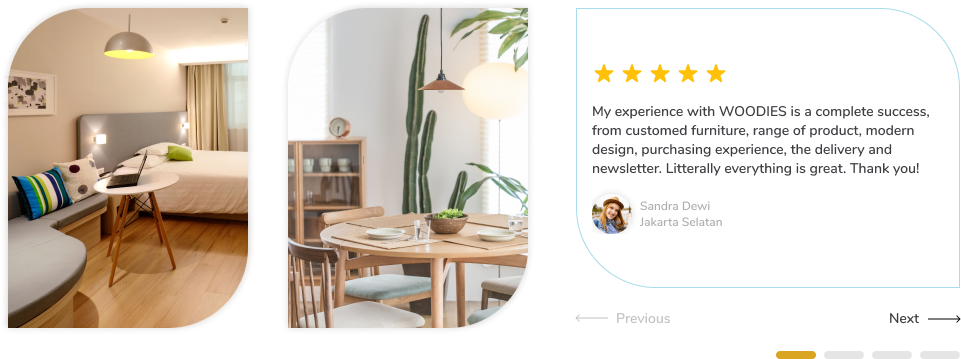 My experience with WOODIES is a complete success,
from customed furniture, range of product, modern
design, purchasing experience, the delivery and
newsletter. Litterally everything is great. Thank you!
Sandra Dewi
Jakarta Selatan
Previous
Next